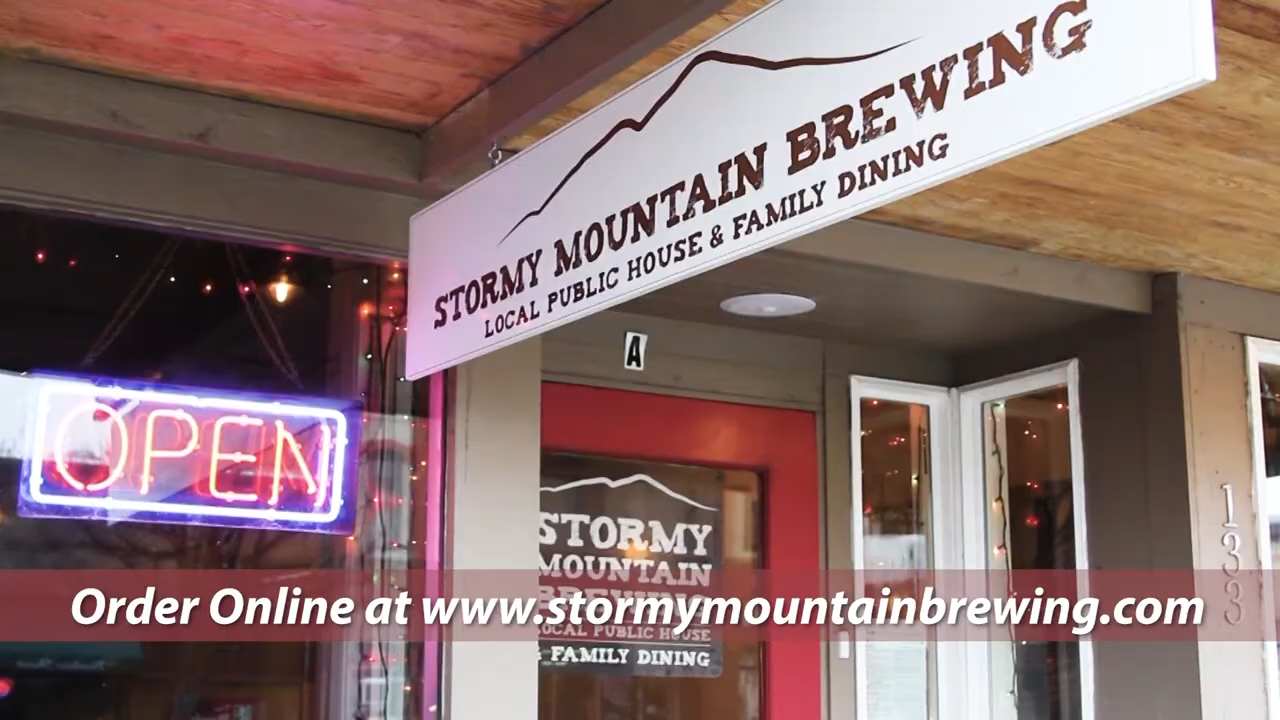 STORMY MOUNTAIN BREWING
LOCAL PUBLIC HOUSE & FAMILY DINING
A
OPEN
STORMY
MOUNTAIN
BREWING
LOCAL PUBLIC HOUSE
& FAMILY DINING
133
Order Online at www.stormymountainbrewing.com